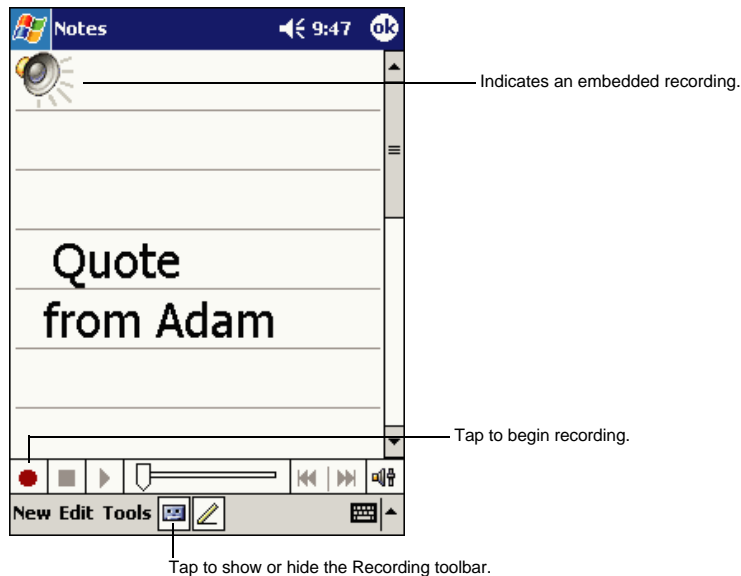 Notes 9:47 ok
Indicates an embedded recording.
Quote
from Adam
Tap to begin recording.
New Edit Tools
Tap to show or hide the Recording toolbar.